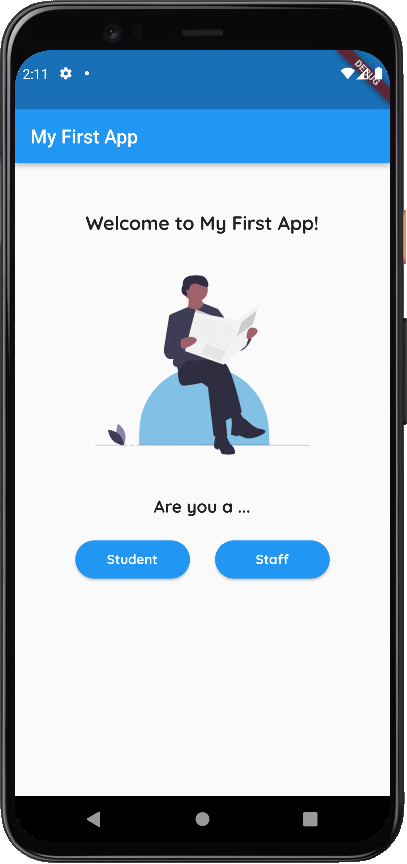 2:11
DEBUG
My First App
Welcome to My First App!
Are you a ...
Student
Staff